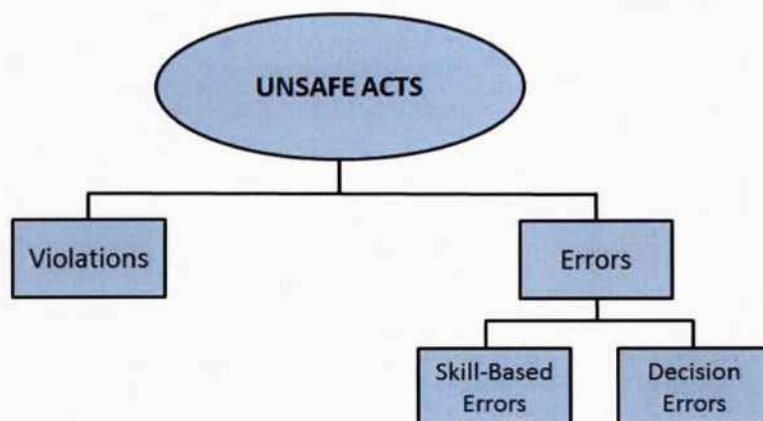 UNSAFE ACTS
Violations
Errors
Skill-Based
Errors
Decision
Errors